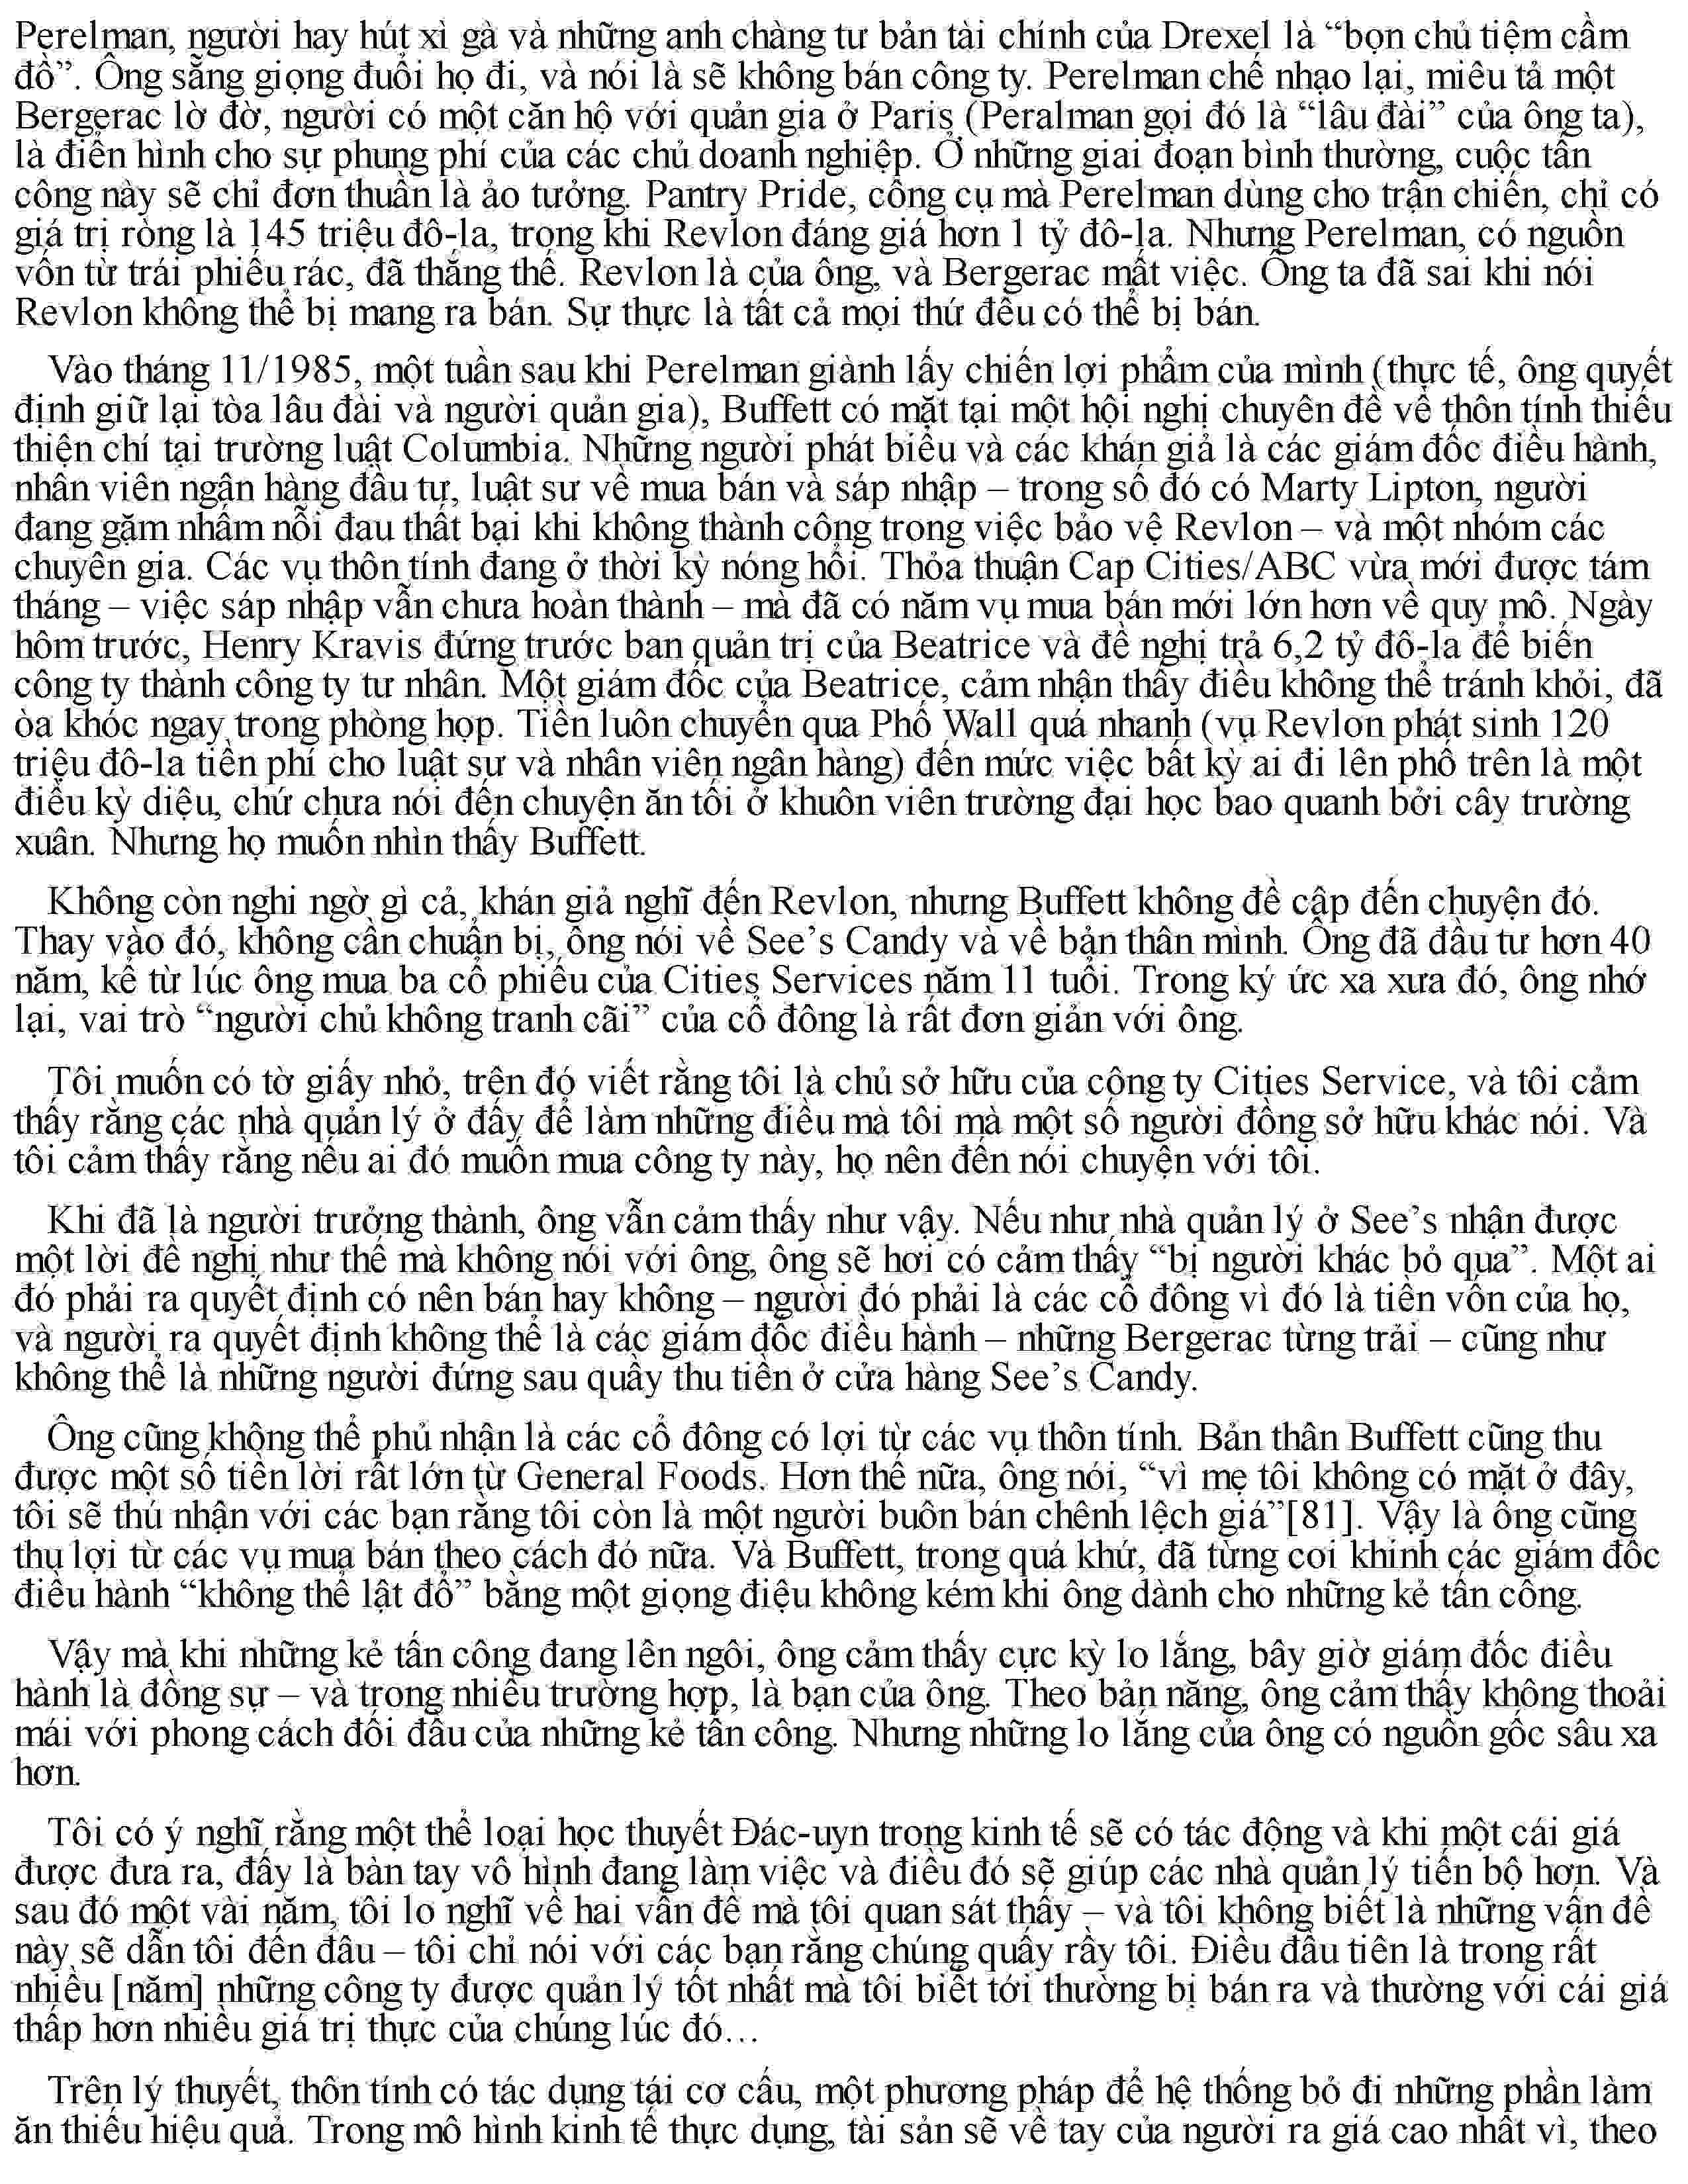 Perelman, người hay hút xì gà và những anh chàng tư bản tài chính của Drexel là “bọn chủ tiệm cầm
đồ”. Ông sẵng giọng đuổi họ đi, và nói là sẽ không bán công ty. Perelman chế nhạo lại, miêu tả một
Bergerac lờ đờ, người có một căn hộ với quản gia ở Paris (Peralman gọi đó là “lâu đài” của ông ta),
là điển hình cho sự phung phí của các chủ doanh nghiệp. Ở những giai đoạn bình thường, cuộc tấn
công này sẽ chỉ đơn thuần là ảo tưởng. Pantry Pride, công cụ mà Perelman dùng cho trận chiến, chỉ có
giá trị ròng là 145 triệu đô-la, trong khi Revlon đáng giá hơn 1 tỷ đô-la. Nhưng Perelman, có nguồn
vốn từ trái phiếu rác, đã thắng thế. Revlon là của ông, và Bergerac mất việc. Ông ta đã sai khi nói
Revlon không thể bị mang ra bán. Sự thực là tất cả mọi thứ đều có thể bị bán.
Vào tháng 11/1985, một tuần sau khi Perelman giành lấy chiến lợi phẩm của mình (thực tế, ông quyết
định giữ lại tòa lâu đài và người quản gia), Buffett có mặt tại một hội nghị chuyên đề về thôn tính thiếu
thiện chí tại trường luật Columbia. Những người phát biểu và các khán giả là các giám đốc điều hành,
nhân viên ngân hàng đầu tư, luật sư về mua bán và sáp nhập – trong số đó có Marty Lipton, người
đang gặm nhấm nỗi đau thất bại khi không thành công trong việc bảo vệ Revlon – và một nhóm các
chuyên gia. Các vụ thôn tính đang ở thời kỳ nóng hổi. Thỏa thuận Cap Cities/ABC vừa mới được tám
tháng – việc sáp nhập vẫn chưa hoàn thành – mà đã có năm vụ mua bán mới lớn hơn về quy mô. Ngày
hôm trước, Henry Kravis đứng trước ban quản trị của Beatrice và đề nghị trả 6,2 tỷ đô-la để biến
công ty thành công ty tư nhân. Một giám đốc của Beatrice, cảm nhận thấy điều không thể tránh khỏi, đã
òa khóc ngay trong phòng họp. Tiền luôn chuyển qua Phố Wall quá nhanh (vụ Revlon phát sinh 120
triệu đô-la tiền phí cho luật sư và nhân viên ngân hàng) đến mức việc bất kỳ ai đi lên phố trên là một
điều kỳ diệu, chứ chưa nói đến chuyện ăn tối ở khuôn viên trường đại học bao quanh bởi cây trường
xuân. Nhưng họ muốn nhìn thấy Buffett.
Không còn nghi ngờ gì cả, khán giả nghĩ đến Revlon, nhưng Buffett không đề cập đến chuyện đó.
Thay vào đó, không cần chuẩn bị, ông nói về See’s Candy và về bản thân mình. Ông đã đầu tư hơn 40
năm, kể từ lúc ông mua ba cổ phiếu của Cities Services năm 11 tuổi. Trong ký ức xa xưa đó, ông nhớ
lại, vai trò “người chủ không tranh cãi” của cổ đông là rất đơn giản với ông.
Tôi muốn có tờ giấy nhỏ, trên đó viết rằng tôi là chủ sở hữu của công ty Cities Service, và tôi cảm
thấy rằng các nhà quản lý ở đấy để làm những điều mà tôi mà một số người đồng sở hữu khác nói. Và
tôi cảm thấy rằng nếu ai đó muốn mua công ty này, họ nên đến nói chuyện với tôi.
Khi đã là người trưởng thành, ông vẫn cảm thấy như vậy. Nếu như nhà quản lý ở See’s nhận được
một lời đề nghị như thế mà không nói với ông, ông sẽ hơi có cảm thấy “bị người khác bỏ qua”. Một ai
đó phải ra quyết định có nên bán hay không – người đó phải là các cổ đông vì đó là tiền vốn của họ,
và người ra quyết định không thể là các giám đốc điều hành – những Bergerac từng trải – cũng như
không thể là những người đứng sau quầy thu tiền ở cửa hàng See’s Candy.
Ông cũng không thể phủ nhận là các cổ đông có lợi từ các vụ thôn tính. Bản thân Buffett cũng thu
được một số tiền lời rất lớn từ General Foods. Hơn thế nữa, ông nói, “vì mẹ tôi không có mặt ở đây,
tôi sẽ thú nhận với các bạn rằng tôi còn là một người buôn bán chênh lệch giá”[81]. Vậy là ông cũng
thu lợi từ các vụ mua bán theo cách đó nữa. Và Buffett, trong quá khứ, đã từng coi khinh các giám đốc
điều hành “không thể lật đổ” bằng một giọng điệu không kém khi ông dành cho những kẻ tấn công.
Vậy mà khi những kẻ tấn công đang lên ngôi, ông cảm thấy cực kỳ lo lắng, bây giờ giám đốc điều
hành là đồng sự – và trong nhiều trường hợp, là bạn của ông. Theo bản năng, ông cảm thấy không thoải
mái với phong cách đối đầu của những kẻ tấn công. Nhưng những lo lắng của ông có nguồn gốc sâu xa
hơn.
Tôi có ý nghĩ rằng một thể loại học thuyết Đác-uyn trong kinh tế sẽ có tác động và khi một cái giá
được đưa ra, đấy là bàn tay vô hình đang làm việc và điều đó sẽ giúp các nhà quản lý tiến bộ hơn. Và
sau đó một vài năm, tôi lo nghĩ về hai vấn đề mà tôi quan sát thấy – và tôi không biết là những vấn đề
này sẽ dẫn tôi đến đâu – tôi chỉ nói với các bạn rằng chúng quấy rầy tôi. Điều đầu tiên là trong rất
nhiều [năm] những công ty được quản lý tốt nhất mà tôi biết tới thường bị bán ra và thường với cái giá
thấp hơn nhiều giá trị thực của chúng lúc đó…
Trên lý thuyết, thôn tính có tác dụng tái cơ cấu, một phương pháp để hệ thống bỏ đi những phần làm
ăn thiếu hiệu quả. Trong mô hình kinh tế thực dụng, tài sản sẽ về tay của người ra giá cao nhất vì, theo